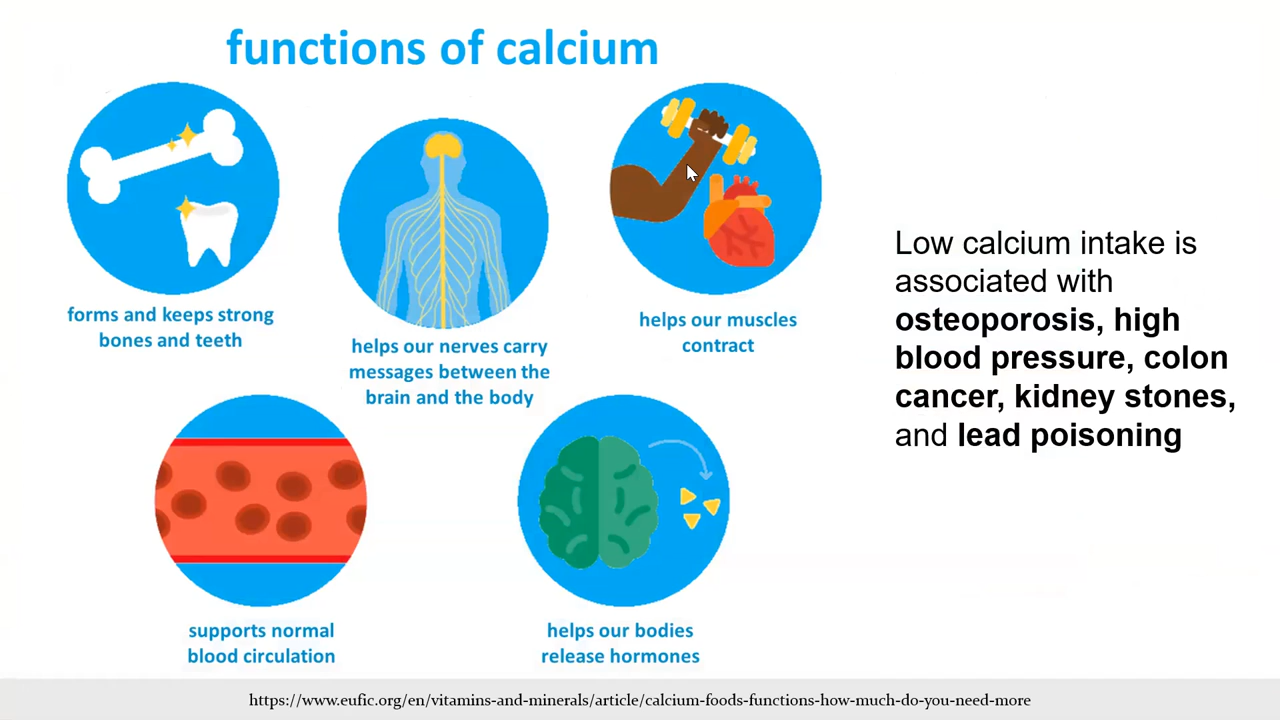 functions of calcium
forms and keeps strong
bones and teeth
helps our nerves carry
messages between the
brain and the body
helps our muscles
contract
supports normal
blood circulation
helps our bodies
release hormones
Low calcium intake is
associated with
osteoporosis, high
blood pressure, colon
cancer, kidney stones,
and lead poisoning
https://www.eufic.org/en/vitamins-and-minerals/article/calcium-foods-functions-how-much-do-you-need-more